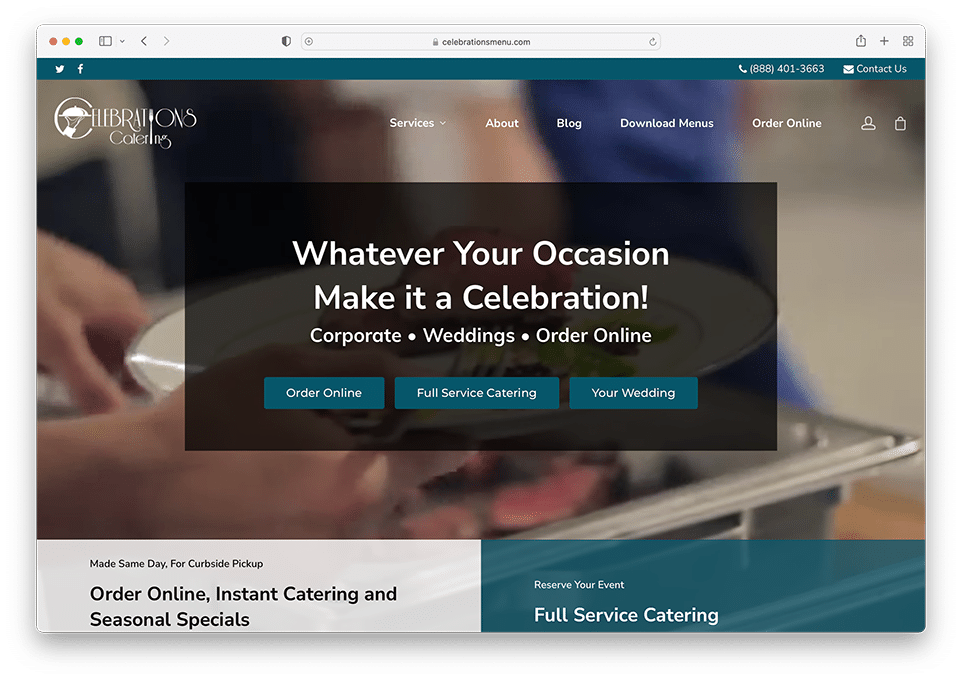 celebrationsmenu.com
(888) 401-3663
Contact Us
CELEBRATIONS
Catering
Services
About
Blog
Download Menus
Order Online
Whatever Your Occasion
Make it a Celebration!
Corporate • Weddings • Order Online
Order Online
Full Service Catering
Your Wedding
Made Same Day, For Curbside Pickup
Order Online, Instant Catering and
Seasonal Specials
Reserve Your Event
Full Service Catering